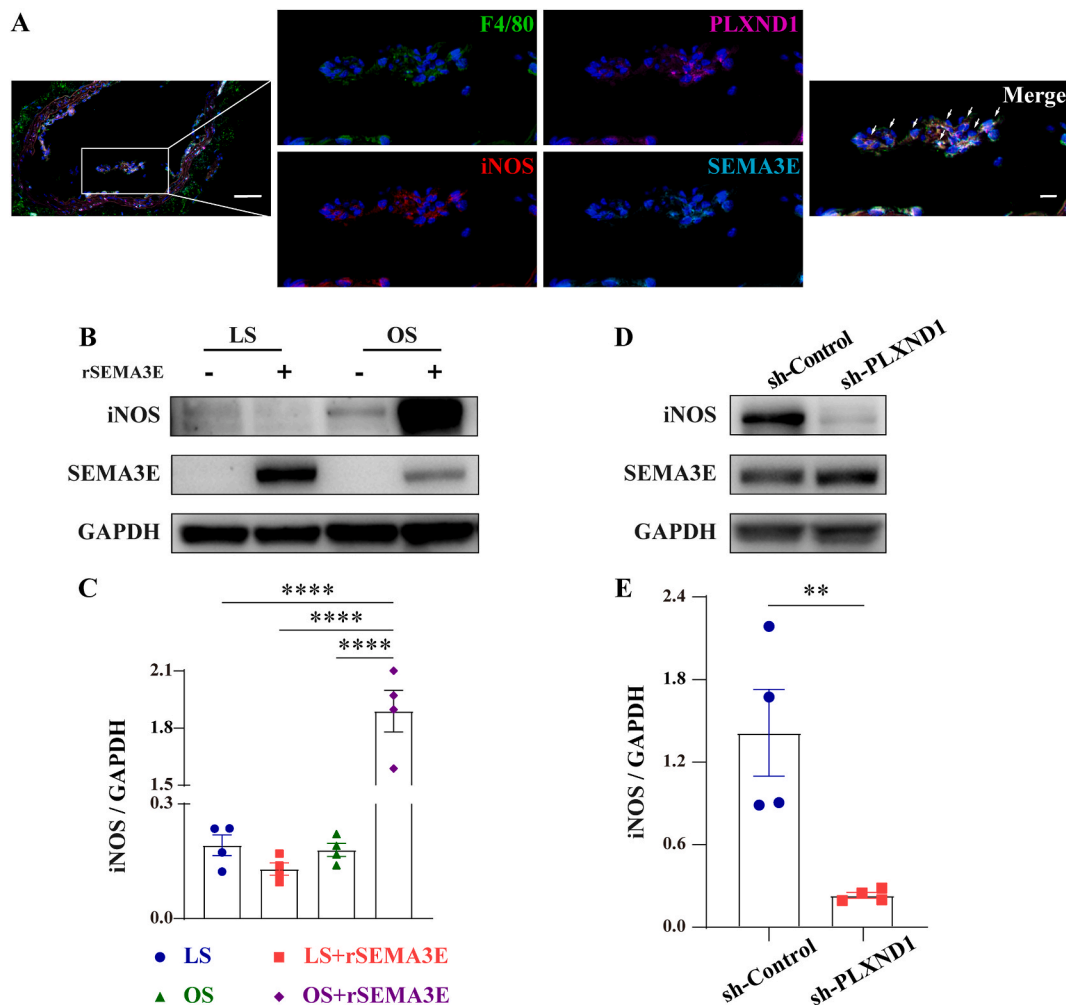 A
F4/80
PLXND1
Merge
iNOS
SEMA3E
B
LS
OS
rSEMA3E
- + - +
iNOS
SEMA3E
GAPDH
D
sh-Control
sh-PLXND1
iNOS
SEMA3E
GAPDH
C
****
****
****
iNOS / GAPDH
2.1
1.8
1.5
0.3
0.0
LS
LS+rSEMA3E
OS
OS+rSEMA3E
E
**
iNOS / GAPDH
2.4
1.8
1.2
0.6
0.0
sh-Control
sh-PLXND1